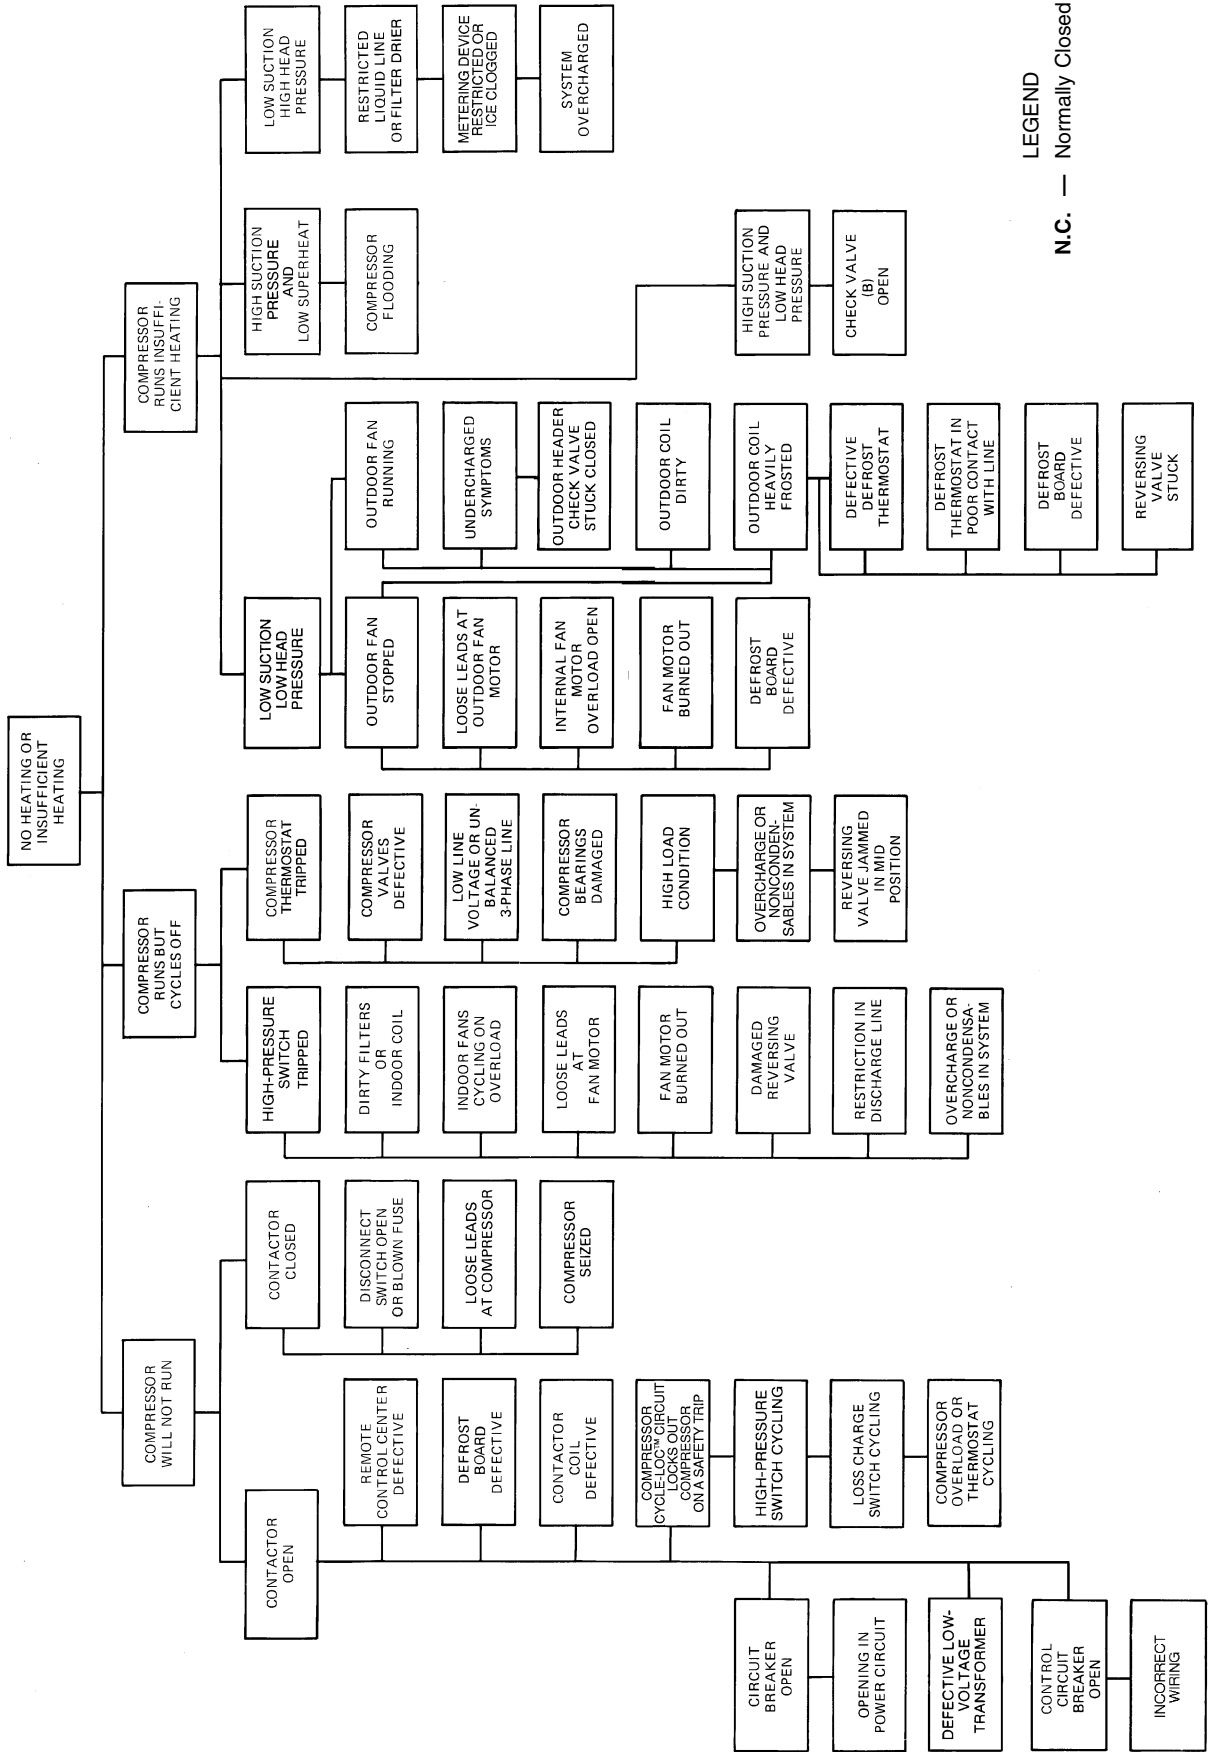 NO HEATING OR
INSUFFICIENT
HEATING
COMPRESSOR
WILL NOT RUN
CONTACTOR
OPEN
REMOTE
CONTROL CENTER
DEFECTIVE
DEFROST
BOARD
DEFECTIVE
CONTACTOR
COIL
DEFECTIVE
COMPRESSOR
CYCLE-LOC™ CIRCUIT
LOCKS OUT
COMPRESSOR
ON A SAFETY TRIP
HIGH-PRESSURE
SWITCH CYCLING
LOSS CHARGE
SWITCH CYCLING
COMPRESSOR
OVERLOAD OR
THERMOSTAT
CYCLING
CIRCUIT
BREAKER
OPEN
OPENING IN
POWER CIRCUIT
DEFECTIVE LOW-
VOLTAGE
TRANSFORMER
CONTROL
CIRCUIT
BREAKER
OPEN
INCORRECT
WIRING
CONTACTOR
CLOSED
DISCONNECT
SWITCH OPEN
OR BLOWN FUSE
LOOSE LEADS
AT COMPRESSOR
COMPRESSOR
SEIZED
COMPRESSOR
RUNS BUT
CYCLES OFF
HIGH-PRESSURE
SWITCH
TRIPPED
DIRTY FILTERS
OR
INDOOR COIL
INDOOR FANS
CYCLING ON
OVERLOAD
LOOSE LEADS
AT
FAN MOTOR
FAN MOTOR
BURNED OUT
DAMAGED
REVERSING
VALVE
RESTRICTION IN
DISCHARGE LINE
OVERCHARGE OR
NONCONDENSA-
BLES IN SYSTEM
COMPRESSOR
THERMOSTAT
TRIPPED
COMPRESSOR
VALVES
DEFECTIVE
LOW LINE
VOLTAGE OR UN-
BALANCED
3-PHASE LINE
COMPRESSOR
BEARINGS
DAMAGED
HIGH LOAD
CONDITION
OVERCHARGE OR
NONCONDEN-
SABLES IN SYSTEM
REVERSING
VALVE JAMMED
IN MID
POSITION
COMPRESSOR
RUNS INSUFFI-
CIENT HEATING
LOW SUCTION
LOW HEAD
PRESSURE
OUTDOOR FAN
STOPPED
LOOSE LEADS AT
OUTDOOR FAN
MOTOR
INTERNAL FAN
MOTOR
OVERLOAD OPEN
FAN MOTOR
BURNED OUT
DEFROST
BOARD
DEFECTIVE
OUTDOOR FAN
RUNNING
UNDERCHARGED
SYMPTOMS
OUTDOOR HEADER
CHECK VALVE
STUCK CLOSED
OUTDOOR COIL
DIRTY
OUTDOOR COIL
HEAVILY
FROSTED
DEFECTIVE
DEFROST
THERMOSTAT
DEFROST
THERMOSTAT IN
POOR CONTACT
WITH LINE
DEFROST
BOARD
DEFECTIVE
REVERSING
VALVE
STUCK
HIGH SUCTION
PRESSURE AND
LOW HEAD
PRESSURE
CHECK VALVE
(B)
OPEN
HIGH SUCTION
PRESSURE
AND
LOW SUPERHEAT
COMPRESSOR
FLOODING
LOW SUCTION
HIGH HEAD
PRESSURE
RESTRICTED
LIQUID LINE
OR FILTER DRIER
METERING DEVICE
RESTRICTED OR
ICE CLOGGED
SYSTEM
OVERCHARGED
LEGEND
N.C. — Normally Closed